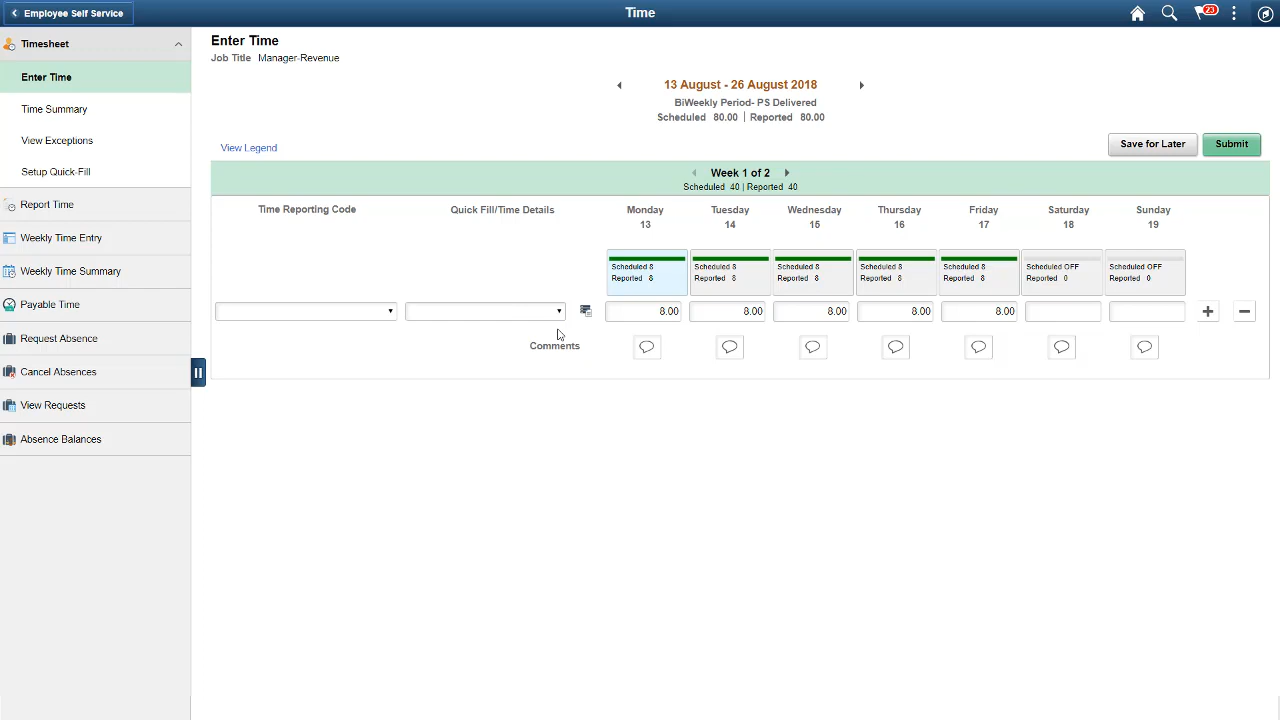 Employee Self Service
Time
23
Timesheet
Enter Time
Time Summary
View Exceptions
Setup Quick-Fill
Report Time
Weekly Time Entry
Weekly Time Summary
Payable Time
Request Absence
Cancel Absences
View Requests
Absence Balances
Enter Time
Job Title Manager-Revenue
13 August - 26 August 2018
BiWeekly Period- PS Delivered
Scheduled 80.00 | Reported 80.00
View Legend
Save for Later
Submit
Week 1 of 2
Scheduled 40 | Reported 40
Time Reporting Code
Quick Fill/Time Details
Monday
13
Tuesday
14
Wednesday
15
Thursday
16
Friday
17
Saturday
18
Sunday
19
Scheduled 8
Reported 8
Scheduled 8
Reported 8
Scheduled 8
Reported 8
Scheduled 8
Reported 8
Scheduled 8
Reported 8
Scheduled OFF
Reported 0
Scheduled OFF
Reported 0
8.00
8.00
8.00
8.00
8.00
Comments